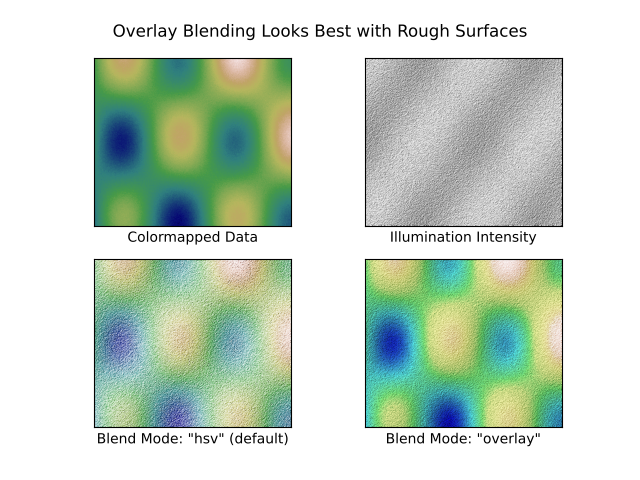 Overlay Blending Looks Best with Rough Surfaces
Colormapped Data
Illumination Intensity
Blend Mode: "hsv" (default)
Blend Mode: "overlay"